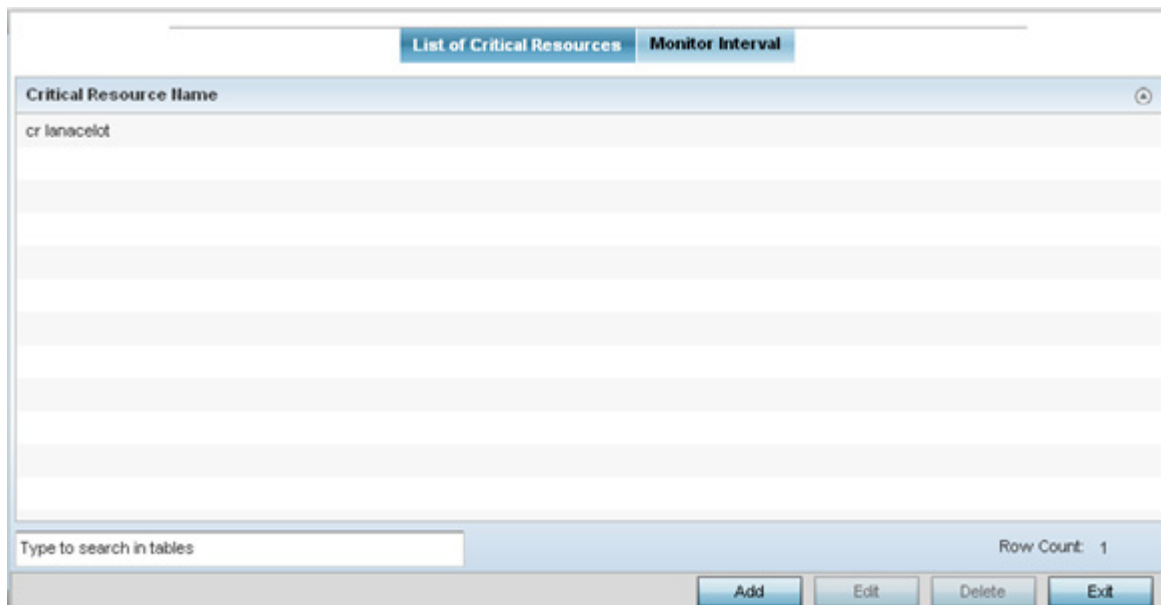 List of Critical Resources Monitor Interval
Critical Resource Name
cr lanacelot
Type to search in tables Row Count: 1
Add Edit Delete Exit